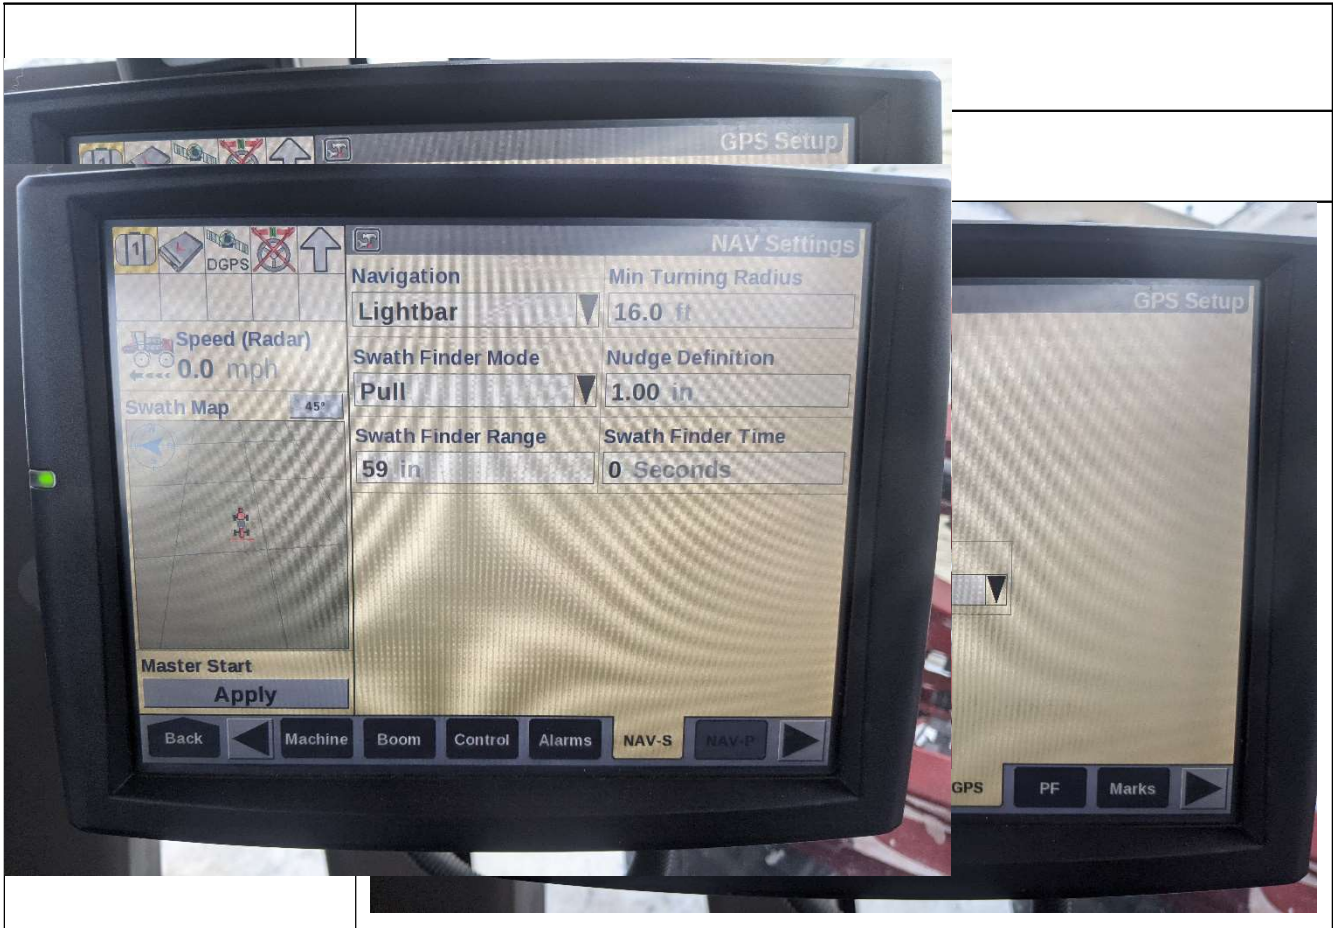 GPS Setup
1
DGPS
NAV Settings
Navigation
Min Turning Radius
Lightbar
16.0 ft
Speed (Radar)
0.0 mph
Swath Finder Mode
Nudge Definition
Pull
1.00 in
Swath Map
45°
Swath Finder Range
Swath Finder Time
59 in
0 Seconds
Master Start
Apply
Back
Machine
Boom
Control
Alarms
NAV-S
NAV-P
GPS Setup
GPS
PF
Marks